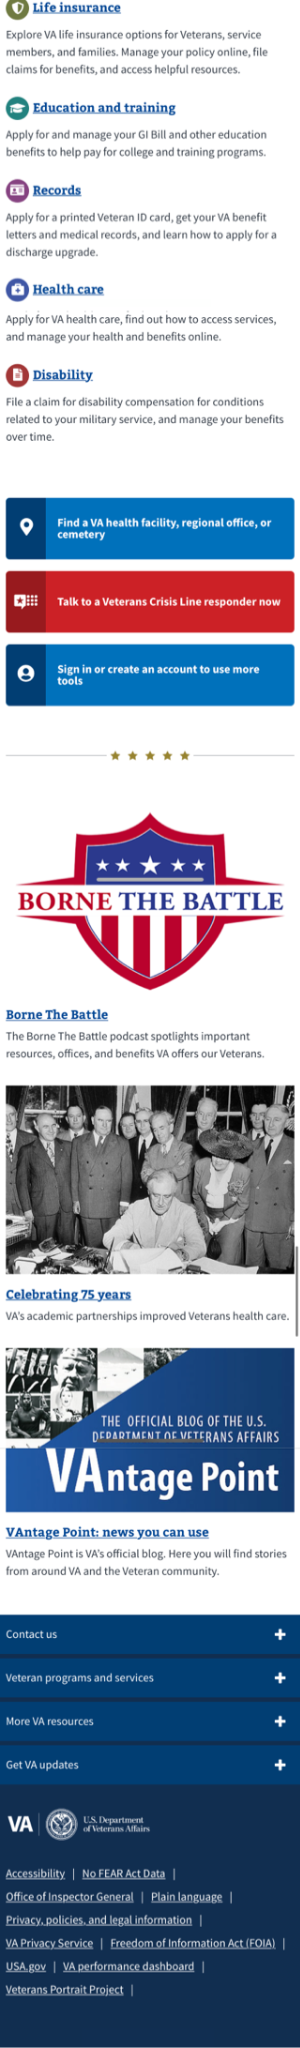 Life insurance
Explore VA life insurance options for Veterans, service
members, and families. Manage your policy online, file
claims for benefits, and access helpful resources.
Education and training
Apply for and manage your GI Bill and other education
benefits to help pay for college and training programs.
Records
Apply for a printed Veteran ID card, get your VA benefit
letters and medical records, and learn how to apply for a
discharge upgrade.
Health care
Apply for VA health care, find out how to access services,
and manage your health and benefits online.
Disability
File a claim for disability compensation for conditions
related to your military service, and manage your benefits
over time.
Find a VA health facility, regional office, or
cemetery
Talk to a Veterans Crisis Line responder now
Sign in or create an account to use more
tools
BORNE THE BATTLE
Borne The Battle
The Borne The Battle podcast spotlights important
resources, offices, and benefits VA offers our Veterans.
Celebrating 75 years
VA's academic partnerships improved Veterans health care.
THE OFFICIAL BLOG OF THE U.S.
DEPARTMENT OF VETERANS AFFAIRS
VAntage Point
VAntage Point: news you can use
VAntage Point is VA's official blog. Here you will find stories
from around VA and the Veteran community.
Contact us
Veteran programs and services
More VA resources
Get VA updates
VA | U.S. Department
of Veterans Affairs
Accessibility | No FEAR Act Data |
Office of Inspector General | Plain language |
Privacy, policies, and legal information |
VA Privacy Service | Freedom of Information Act (FOIA) |
USA.gov | VA performance dashboard |
Veterans Portrait Project |